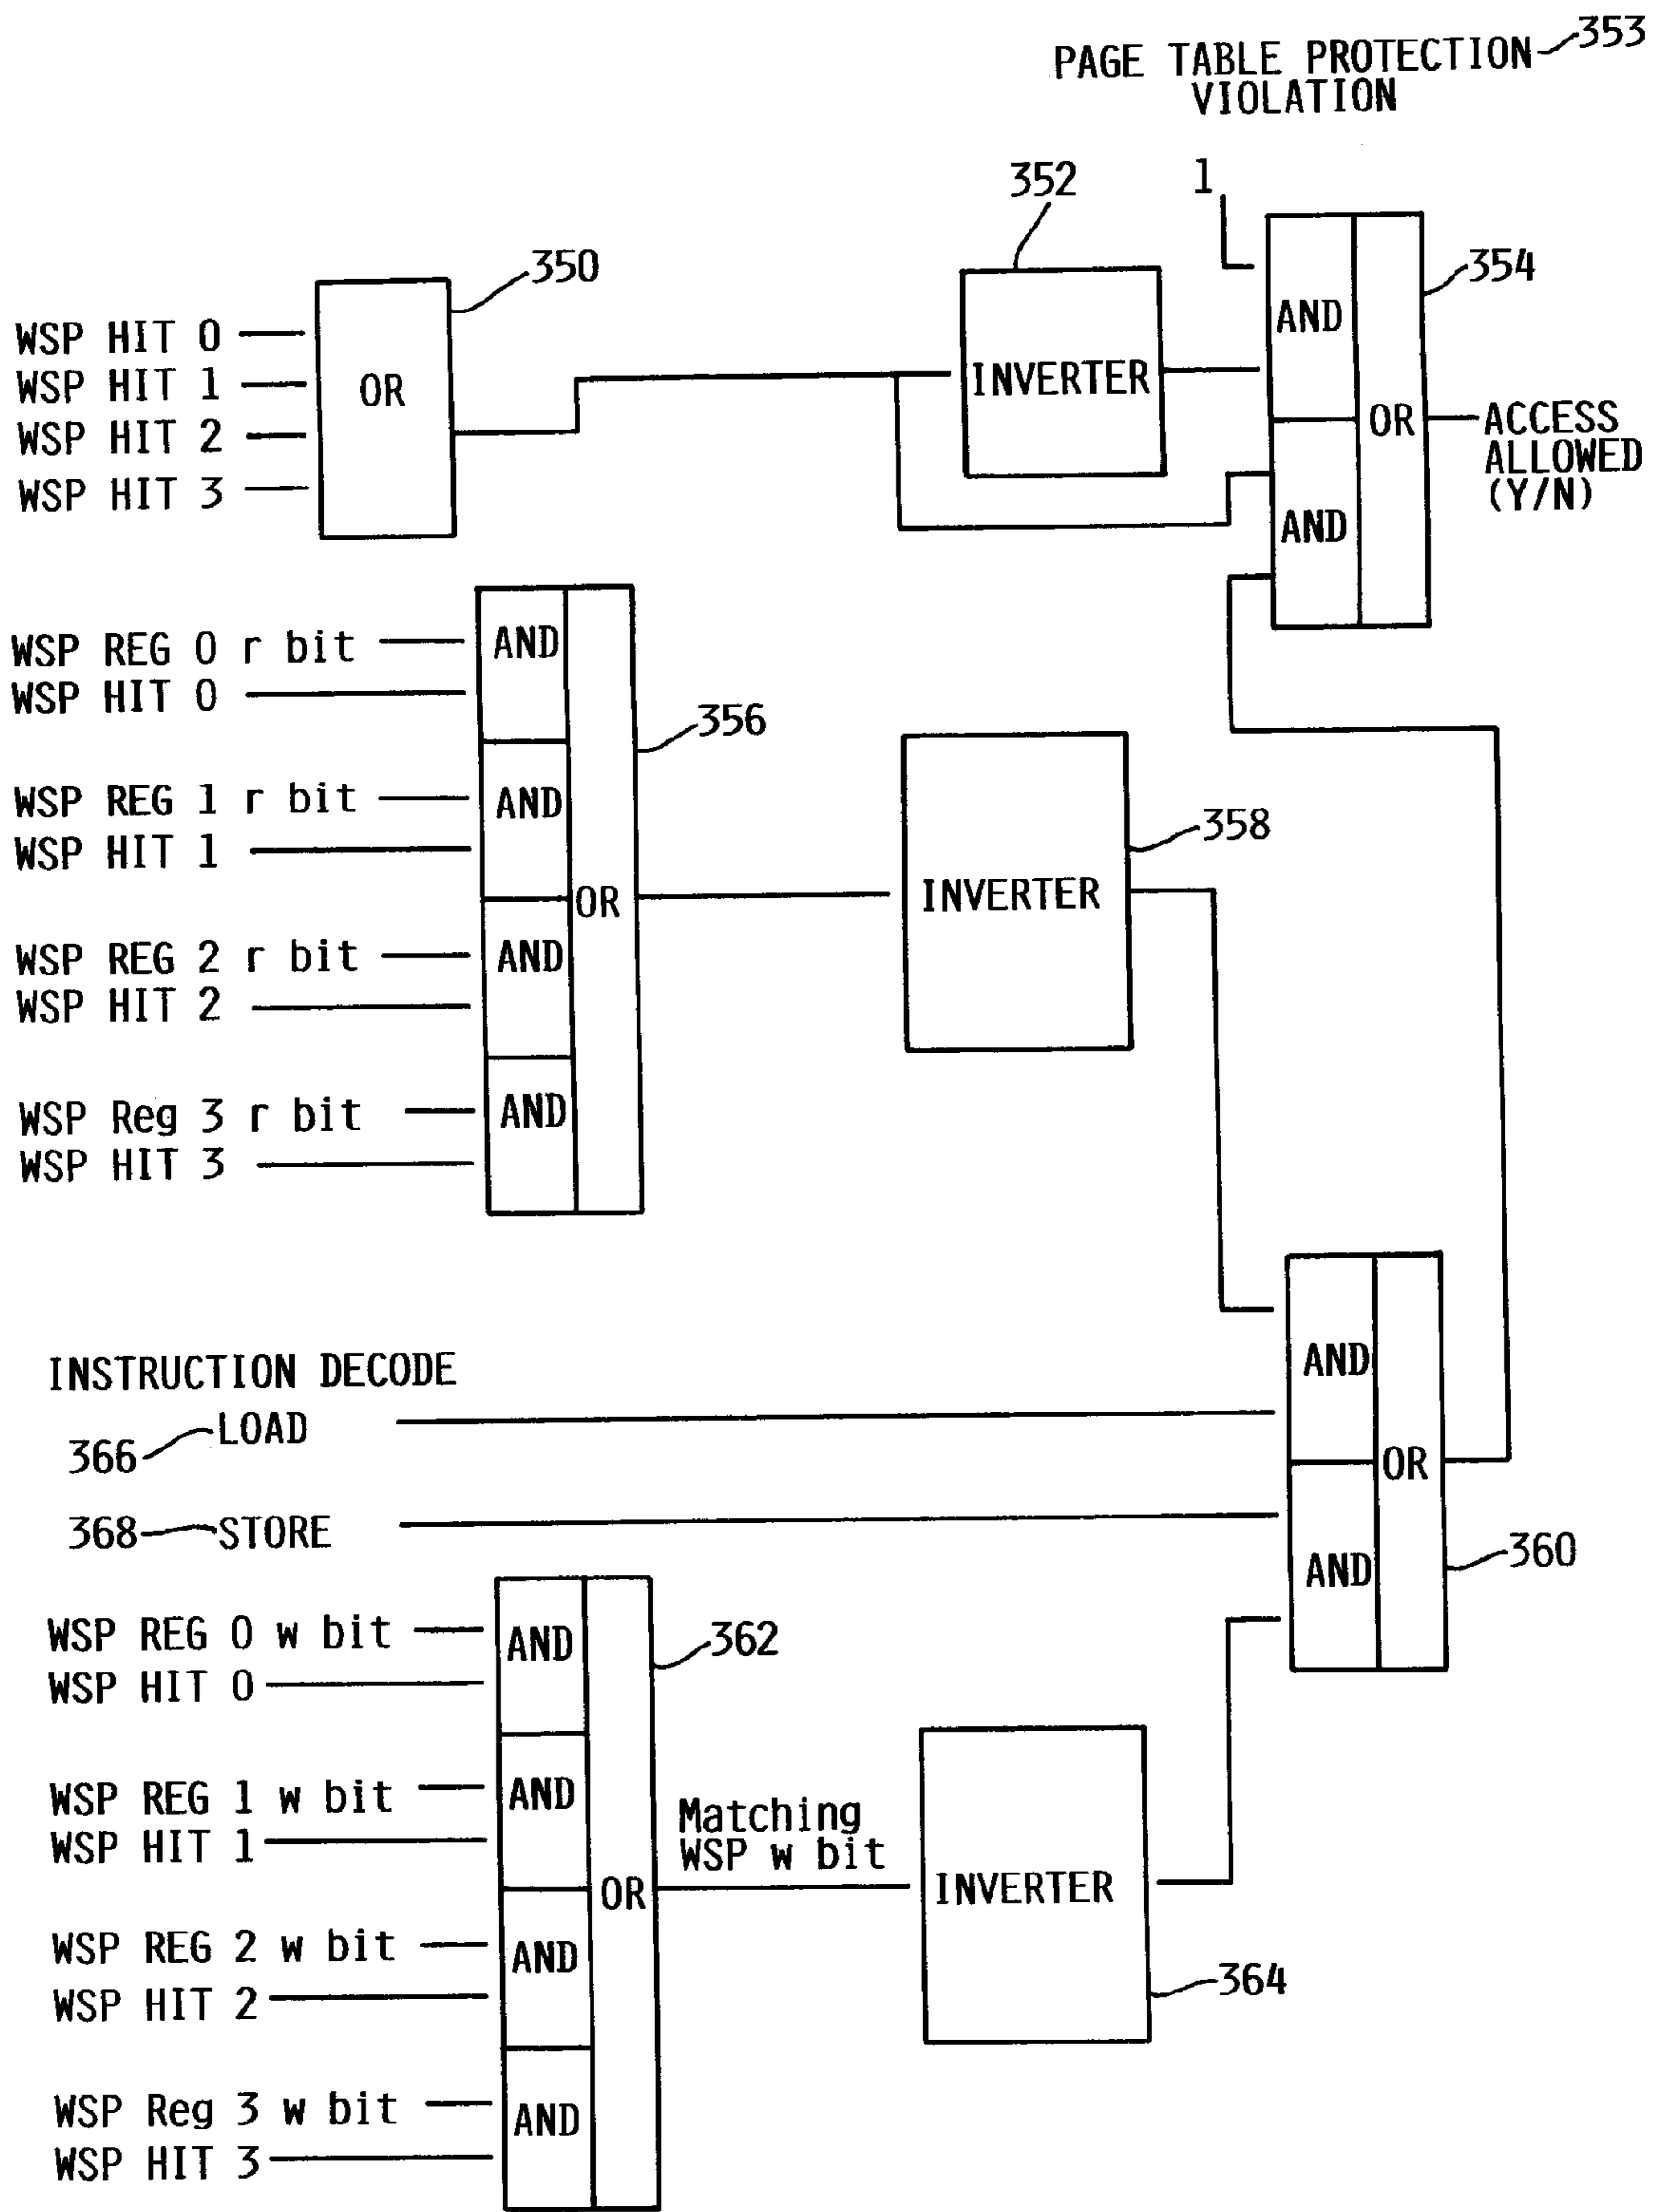 PAGE TABLE PROTECTION 353
VIOLATION
352
1
350
354
WSP HIT 0
WSP HIT 1
WSP HIT 2
WSP HIT 3
OR
INVERTER
AND
AND
OR
ACCESS
ALLOWED
(Y/N)
WSP REG 0 r bit
WSP HIT 0
AND
356
WSP REG 1 r bit
WSP HIT 1
AND
358
OR
INVERTER
WSP REG 2 r bit
WSP HIT 2
AND
WSP Reg 3 r bit
WSP HIT 3
AND
INSTRUCTION DECODE
366 LOAD
AND
OR
368 STORE
AND
360
WSP REG 0 w bit
WSP HIT 0
AND
362
WSP REG 1 w bit
WSP HIT 1
AND
Matching
WSP w bit
OR
INVERTER
WSP REG 2 w bit
WSP HIT 2
AND
364
WSP Reg 3 w bit
WSP HIT 3
AND